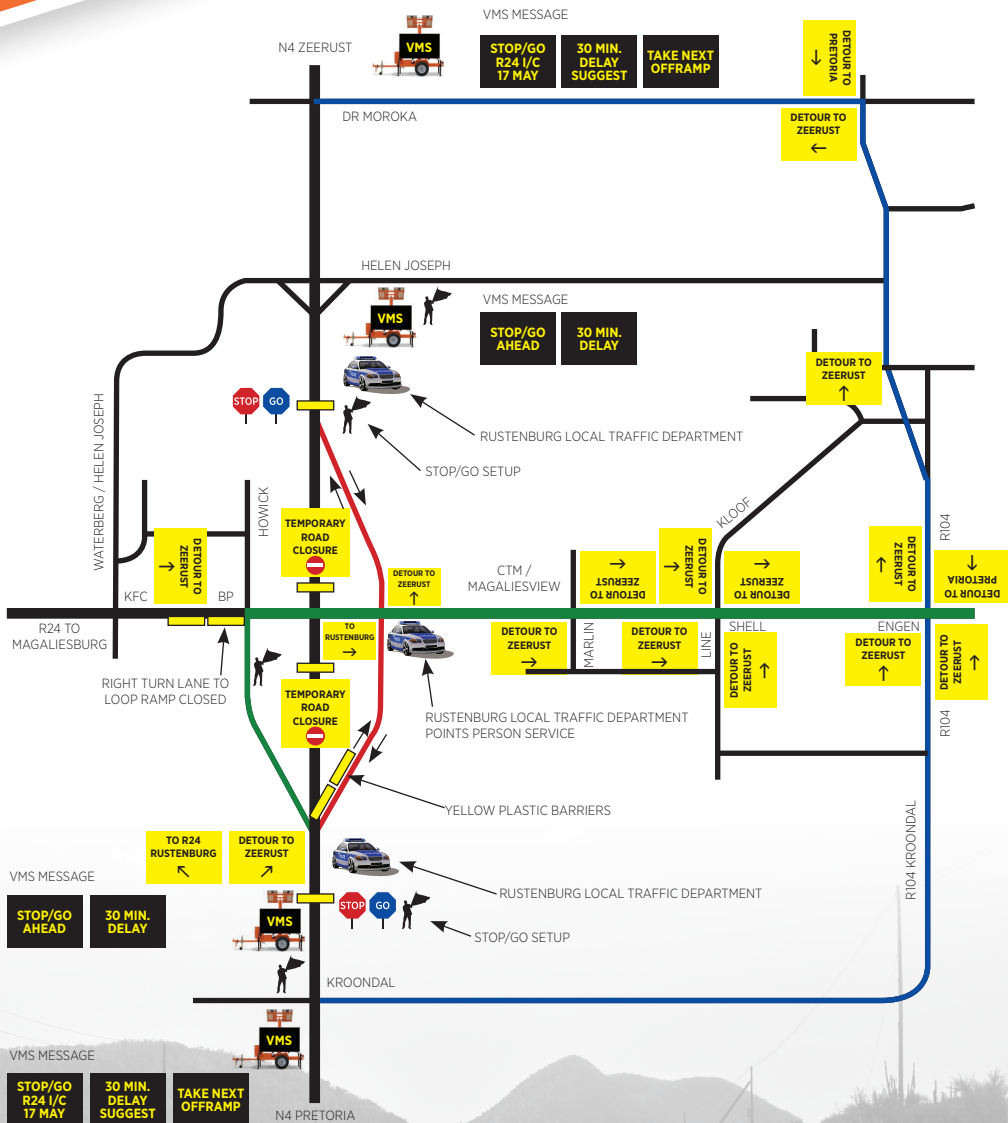 VMS MESSAGE
N4 ZEERUST
VMS
STOP/GO
R24 I/C
17 MAY
30 MIN.
DELAY
SUGGEST
TAKE NEXT
OFFRAMP
DETOUR TO
PRETORIA
↓
DR MOROKA
DETOUR TO
ZEERUST
←
HELEN JOSEPH
VMS MESSAGE
VMS
STOP/GO
AHEAD
30 MIN.
DELAY
DETOUR TO
ZEERUST
↑
STOP
GO
RUSTENBURG LOCAL TRAFFIC DEPARTMENT
STOP/GO SETUP
WATERBERG / HELEN JOSEPH
HOWICK
KLOOF
R104
TEMPORARY
ROAD
CLOSURE
DETOUR TO
ZEERUST
→
KFC
BP
DETOUR TO
ZEERUST
↑
CTM /
MAGALIESVIEW
DETOUR TO
ZEERUST
→
DETOUR TO
ZEERUST
→
DETOUR TO
ZEERUST
→
DETOUR TO
ZEERUST
↑
DETOUR TO
PRETORIA
←
R24 TO
MAGALIESBURG
TO
RUSTENBURG
→
DETOUR TO
ZEERUST
→
MARLIN
DETOUR TO
ZEERUST
→
LINE
SHELL
DETOUR TO
ZEERUST
↑
ENGEN
DETOUR TO
ZEERUST
↑
DETOUR TO
ZEERUST
↑
R104
RIGHT TURN LANE TO
LOOP RAMP CLOSED
TEMPORARY
ROAD
CLOSURE
RUSTENBURG LOCAL TRAFFIC DEPARTMENT
POINTS PERSON SERVICE
YELLOW PLASTIC BARRIERS
R104 KROONDAL
TO R24
RUSTENBURG
↖
DETOUR TO
ZEERUST
↗
VMS MESSAGE
STOP/GO
AHEAD
30 MIN.
DELAY
VMS
STOP
GO
RUSTENBURG LOCAL TRAFFIC DEPARTMENT
STOP/GO SETUP
KROONDAL
VMS
VMS MESSAGE
STOP/GO
R24 I/C
17 MAY
30 MIN.
DELAY
SUGGEST
TAKE NEXT
OFFRAMP
N4 PRETORIA